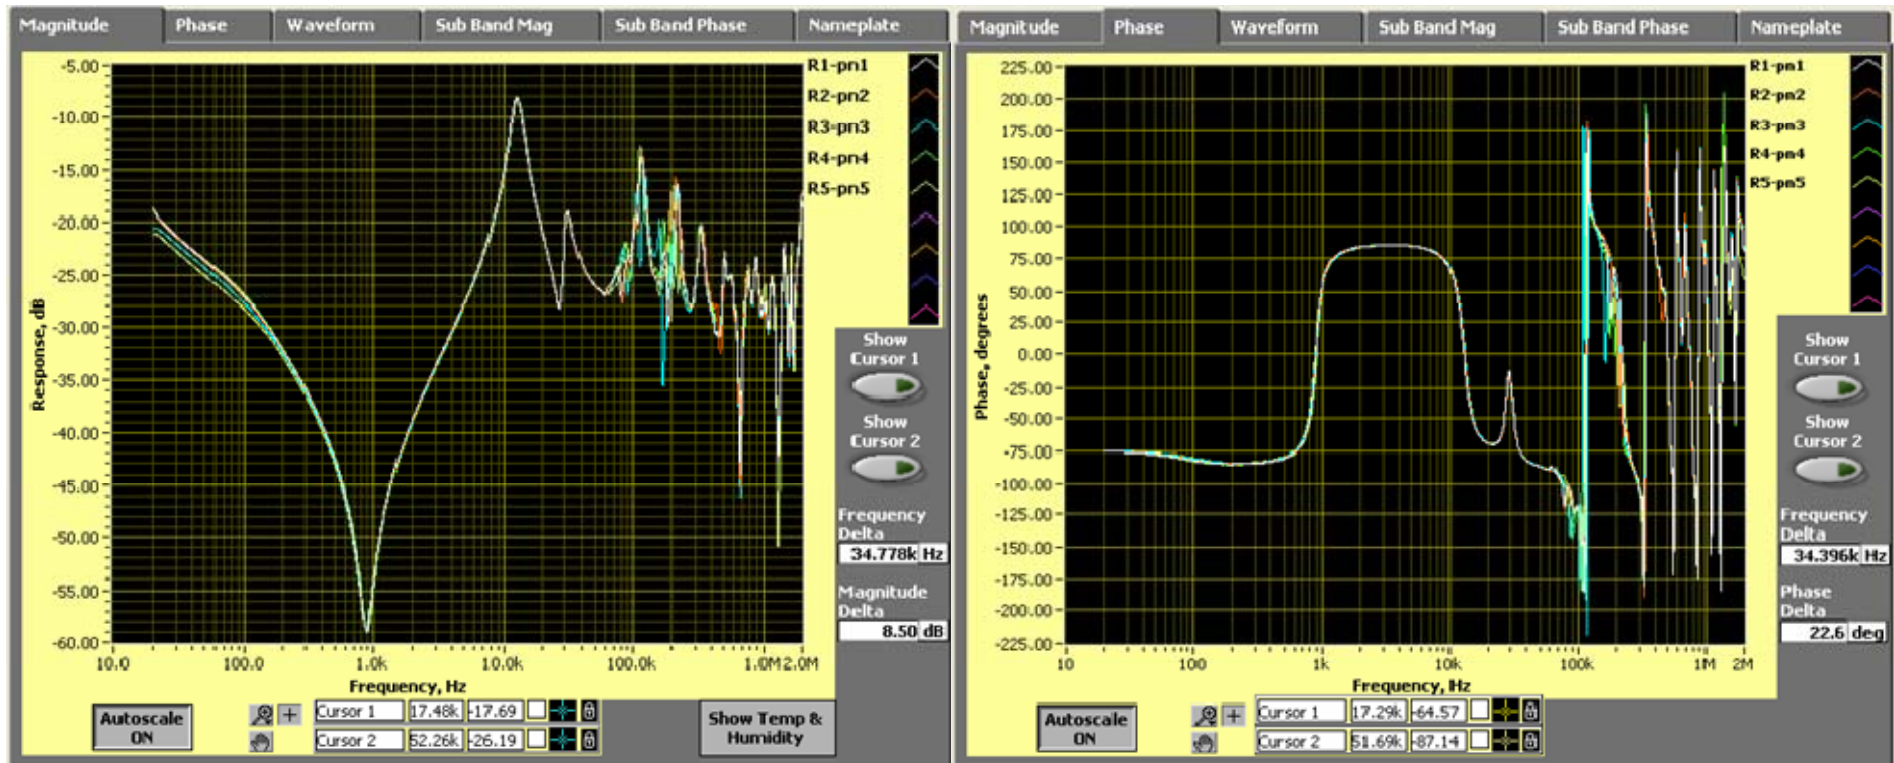 Magnitude Phase Waveform Sub Band Mag Sub Band Phase Nameplate
-5.00
-10.00
-15.00
-20.00
-25.00
-30.00
-35.00
-40.00
-45.00
-50.00
-55.00
-60.00
Response, dB
10.0 100.0 1.0k 10.0k 100.0k 1.0M 2.0M
Frequency, Hz
R1-pn1
R2-pn2
R3-pn3
R4-pn4
R5-pn5
Show
Cursor 1
Show
Cursor 2
Frequency
Delta
34.778k Hz
Magnitude
Delta
8.50 dB
Autoscale
ON
Cursor 1 17.48k -17.69
Cursor 2 52.26k -26.19
Show Temp &
Humidity
Magnitude Phase Waveform Sub Band Mag Sub Band Phase Nameplate
225.00
200.00
175.00
150.00
125.00
100.00
75.00
50.00
25.00
0.00
-25.00
-50.00
-75.00
-100.00
-125.00
-150.00
-175.00
-200.00
-225.00
Phase, degrees
10 100 1k 10k 100k 1M 2M
Frequency, Hz
R1-pm1
R2-pm2
R3-pm3
R4-pm4
R5-pm5
Show
Cursor 1
Show
Cursor 2
Frequency
Delta
34.396k Hz
Phase
Delta
22.6 deg
Autoscale
ON
Cursor 1 17.29k -64.57
Cursor 2 51.69k -87.14